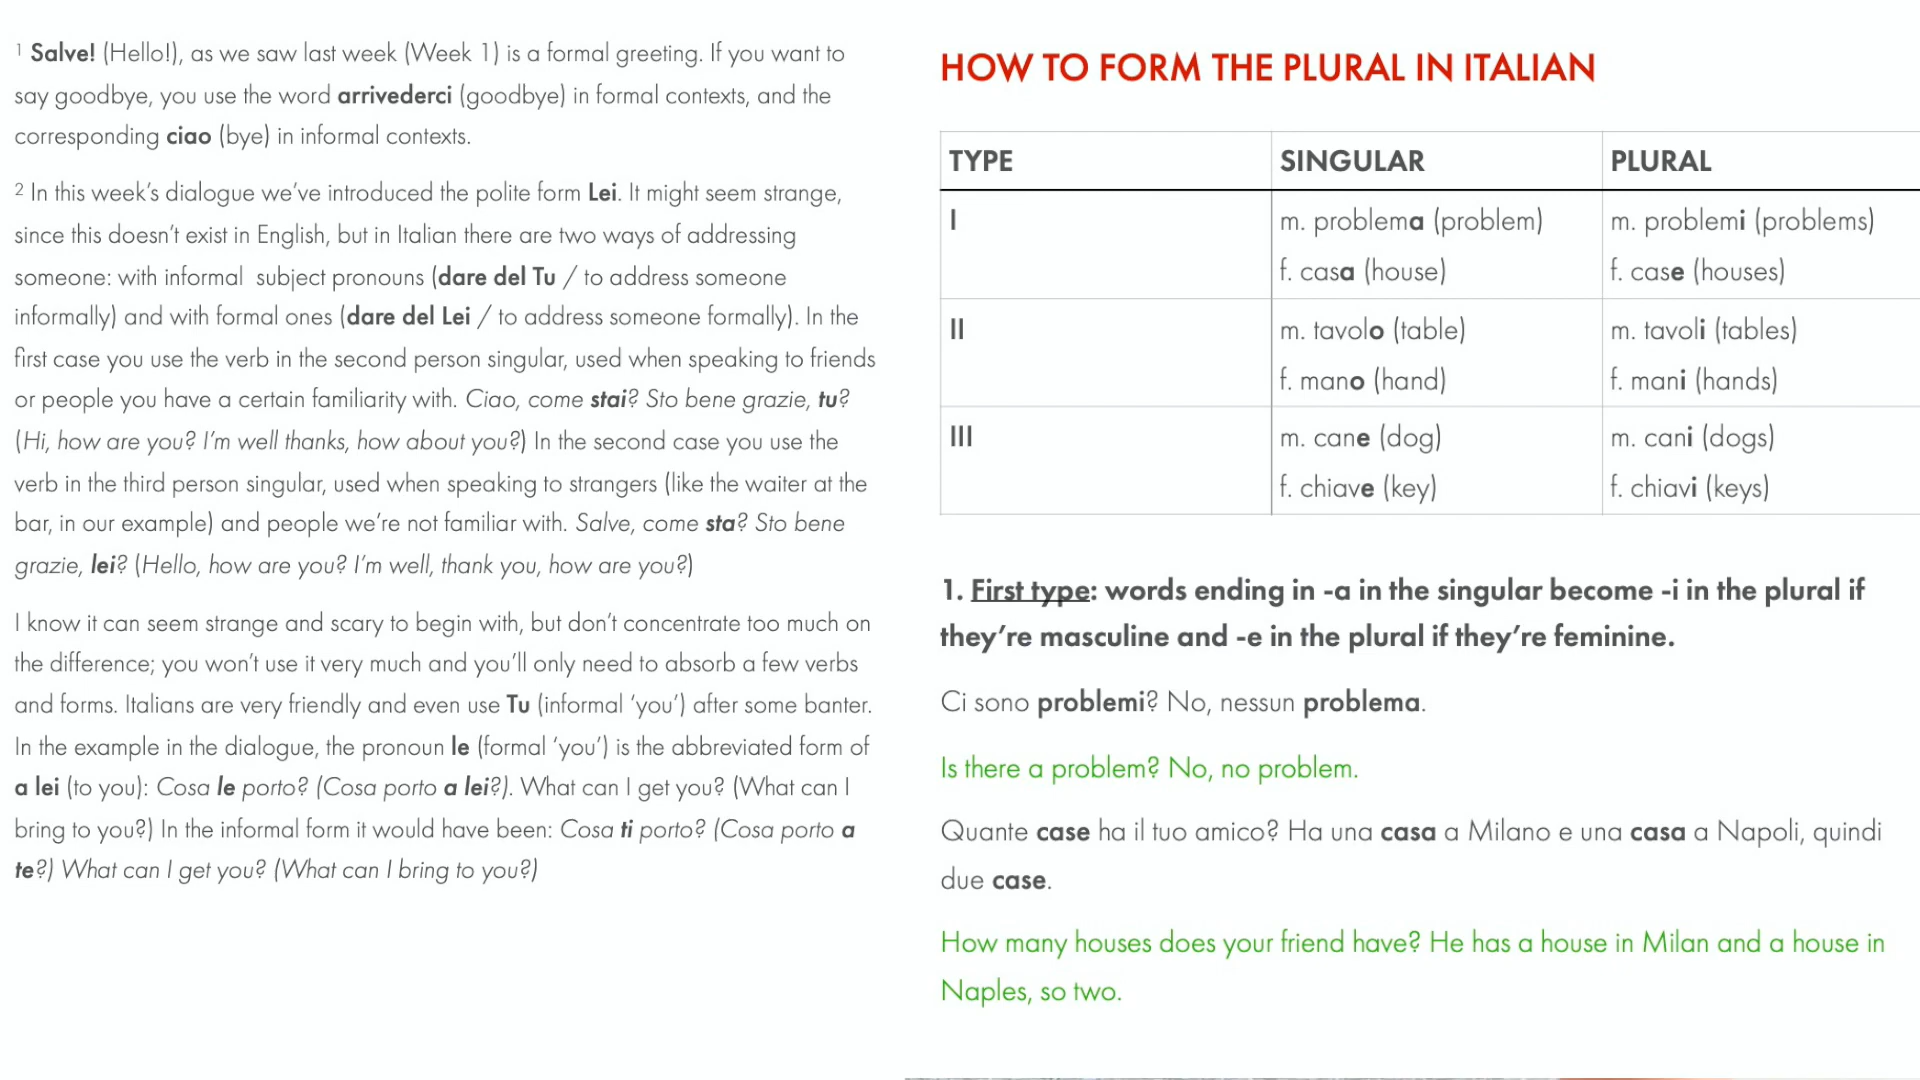 1 Salve! (Hello!), as we saw last week (Week 1) is a formal greeting. If you want to
say goodbye, you use the word arrivederci (goodbye) in formal contexts, and the
corresponding ciao (bye) in informal contexts.
2 In this week's dialogue we've introduced the polite form Lei. It might seem strange,
since this doesn't exist in English, but in Italian there are two ways of addressing
someone: with informal subject pronouns (dare del Tu / to address someone
informally) and with formal ones (dare del Lei / to address someone formally). In the
first case you use the verb in the second person singular, used when speaking to friends
or people you have a certain familiarity with. Ciao, come stai? Sto bene grazie, tu?
(Hi, how are you? I'm well thanks, how about you?) In the second case you use the
verb in the third person singular, used when speaking to strangers (like the waiter at the
bar, in our example) and people we're not familiar with. Salve, come sta? Sto bene
grazie, lei? (Hello, how are you? I'm well, thank you, how are you?)
I know it can seem strange and scary to begin with, but don't concentrate too much on
the difference; you won't use it very much and you'll only need to absorb a few verbs
and forms. Italians are very friendly and even use Tu (informal 'you') after some banter.
In the example in the dialogue, the pronoun le (formal 'you') is the abbreviated form of
a lei (to you): Cosa le porto? (Cosa porto a lei?). What can I get you? (What can I
bring to you?) In the informal form it would have been: Cosa ti porto? (Cosa porto a
te?) What can I get you? (What can I bring to you?)
HOW TO FORM THE PLURAL IN ITALIAN
TYPE SINGULAR PLURAL
I m. problema (problem) m. problemi (problems)
f. casa (house) f. case (houses)
II m. tavolo (table) m. tavoli (tables)
f. mano (hand) f. mani (hands)
III m. cane (dog) m. cani (dogs)
f. chiave (key) f. chiavi (keys)
1. First type: words ending in -a in the singular become -i in the plural if
they're masculine and -e in the plural if they're feminine.
Ci sono problemi? No, nessun problema.
Is there a problem? No, no problem.
Quante case ha il tuo amico? Ha una casa a Milano e una casa a Napoli, quindi
due case.
How many houses does your friend have? He has a house in Milan and a house in
Naples, so two.